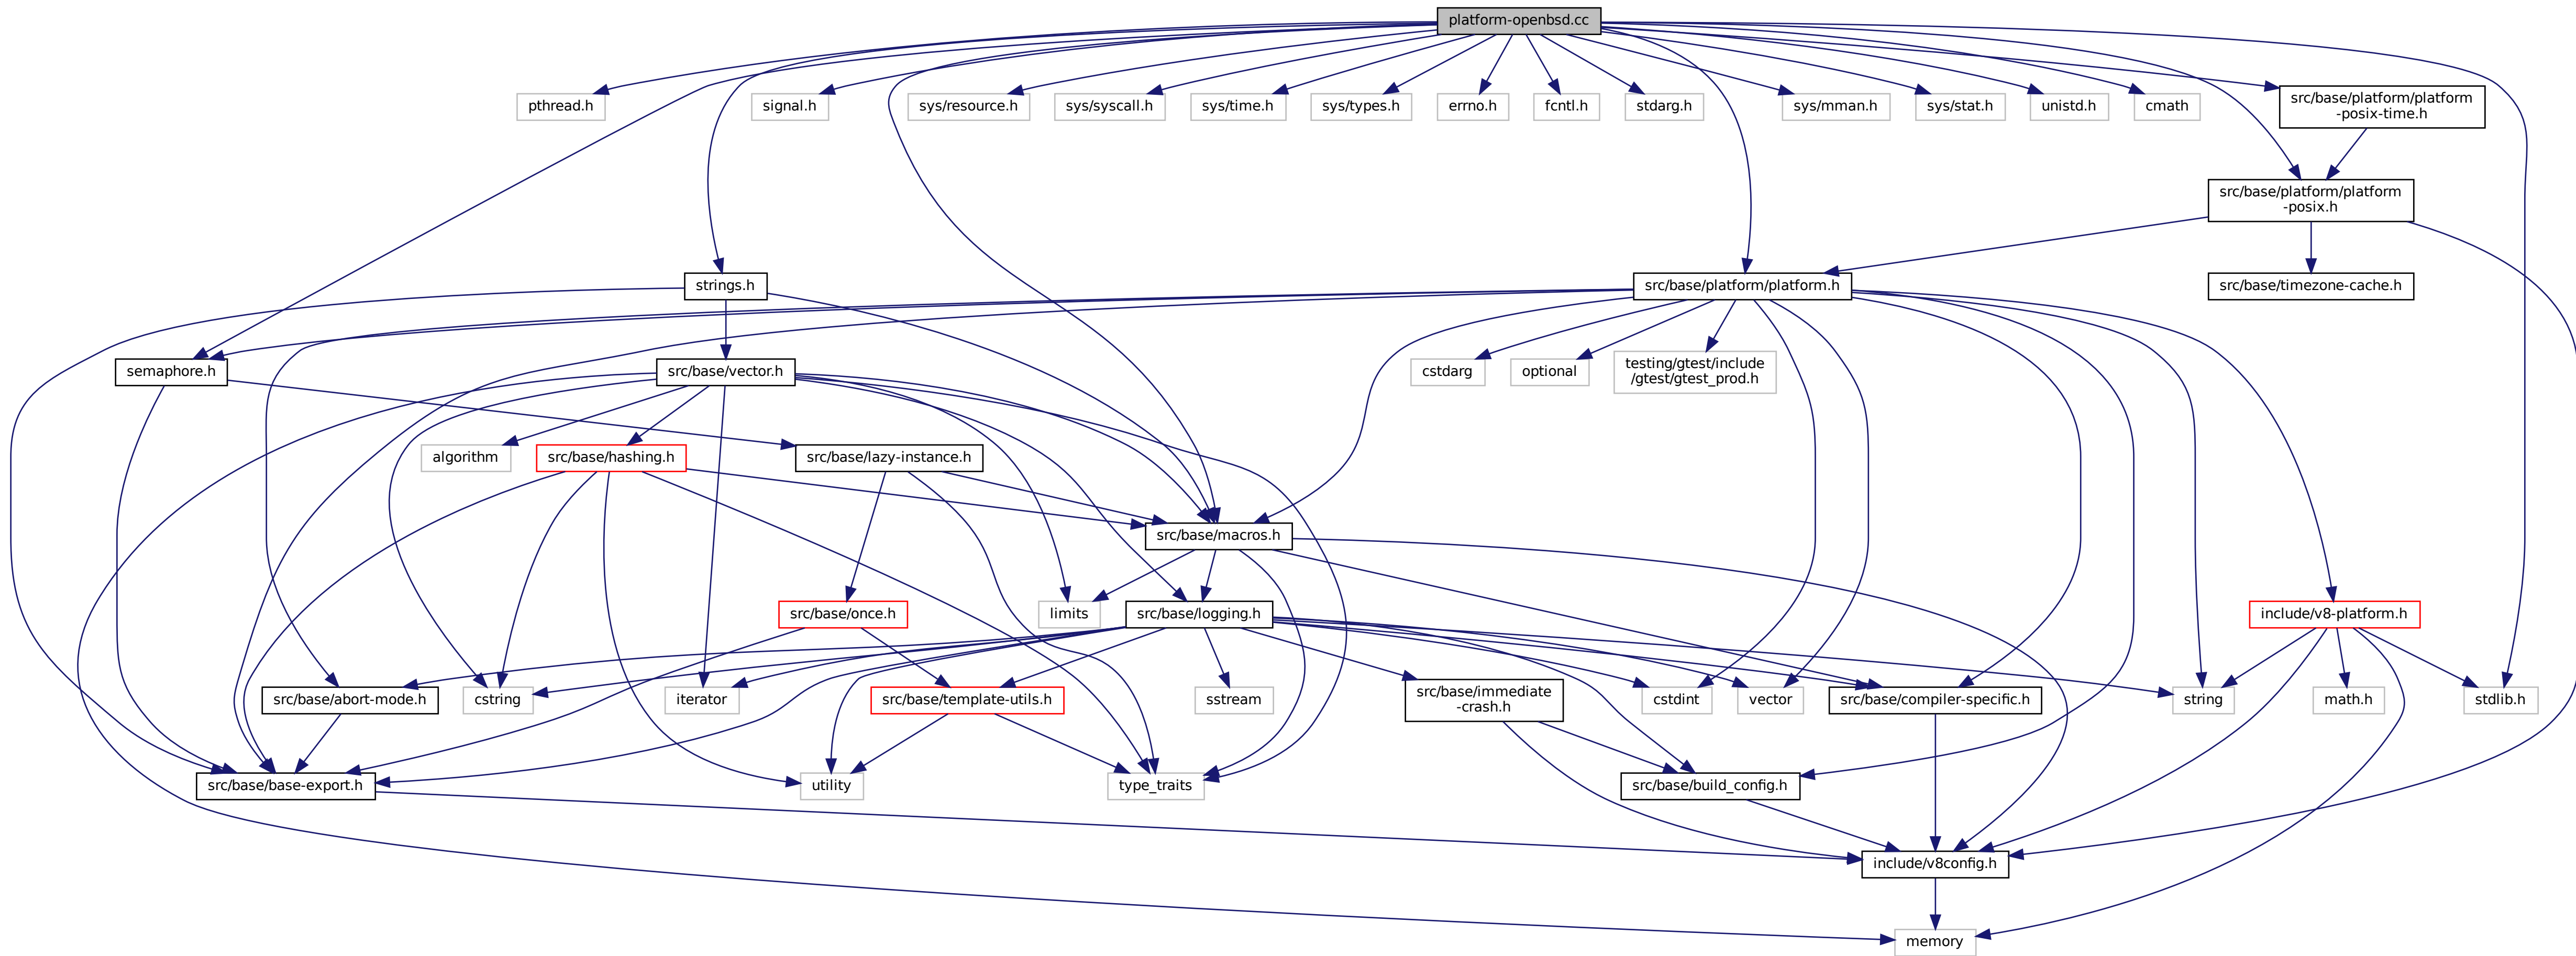 platform-openbsd.cc
pthread.h
signal.h
sys/resource.h
sys/syscall.h
sys/time.h
sys/types.h
errno.h
fcntl.h
stdarg.h
sys/mman.h
sys/stat.h
unistd.h
cmath
src/base/platform/platform
-posix-time.h
src/base/platform/platform
-posix.h
strings.h
src/base/platform/platform.h
src/base/timezone-cache.h
semaphore.h
src/base/vector.h
cstdarg
optional
testing/gtest/include
/gtest/gtest_prod.h
algorithm
src/base/hashing.h
src/base/lazy-instance.h
src/base/macros.h
src/base/once.h
limits
src/base/logging.h
include/v8-platform.h
src/base/abort-mode.h
cstring
iterator
src/base/template-utils.h
sstream
src/base/immediate
-crash.h
cstdint
vector
src/base/compiler-specific.h
string
math.h
stdlib.h
src/base/base-export.h
utility
type_traits
src/base/build_config.h
include/v8config.h
memory